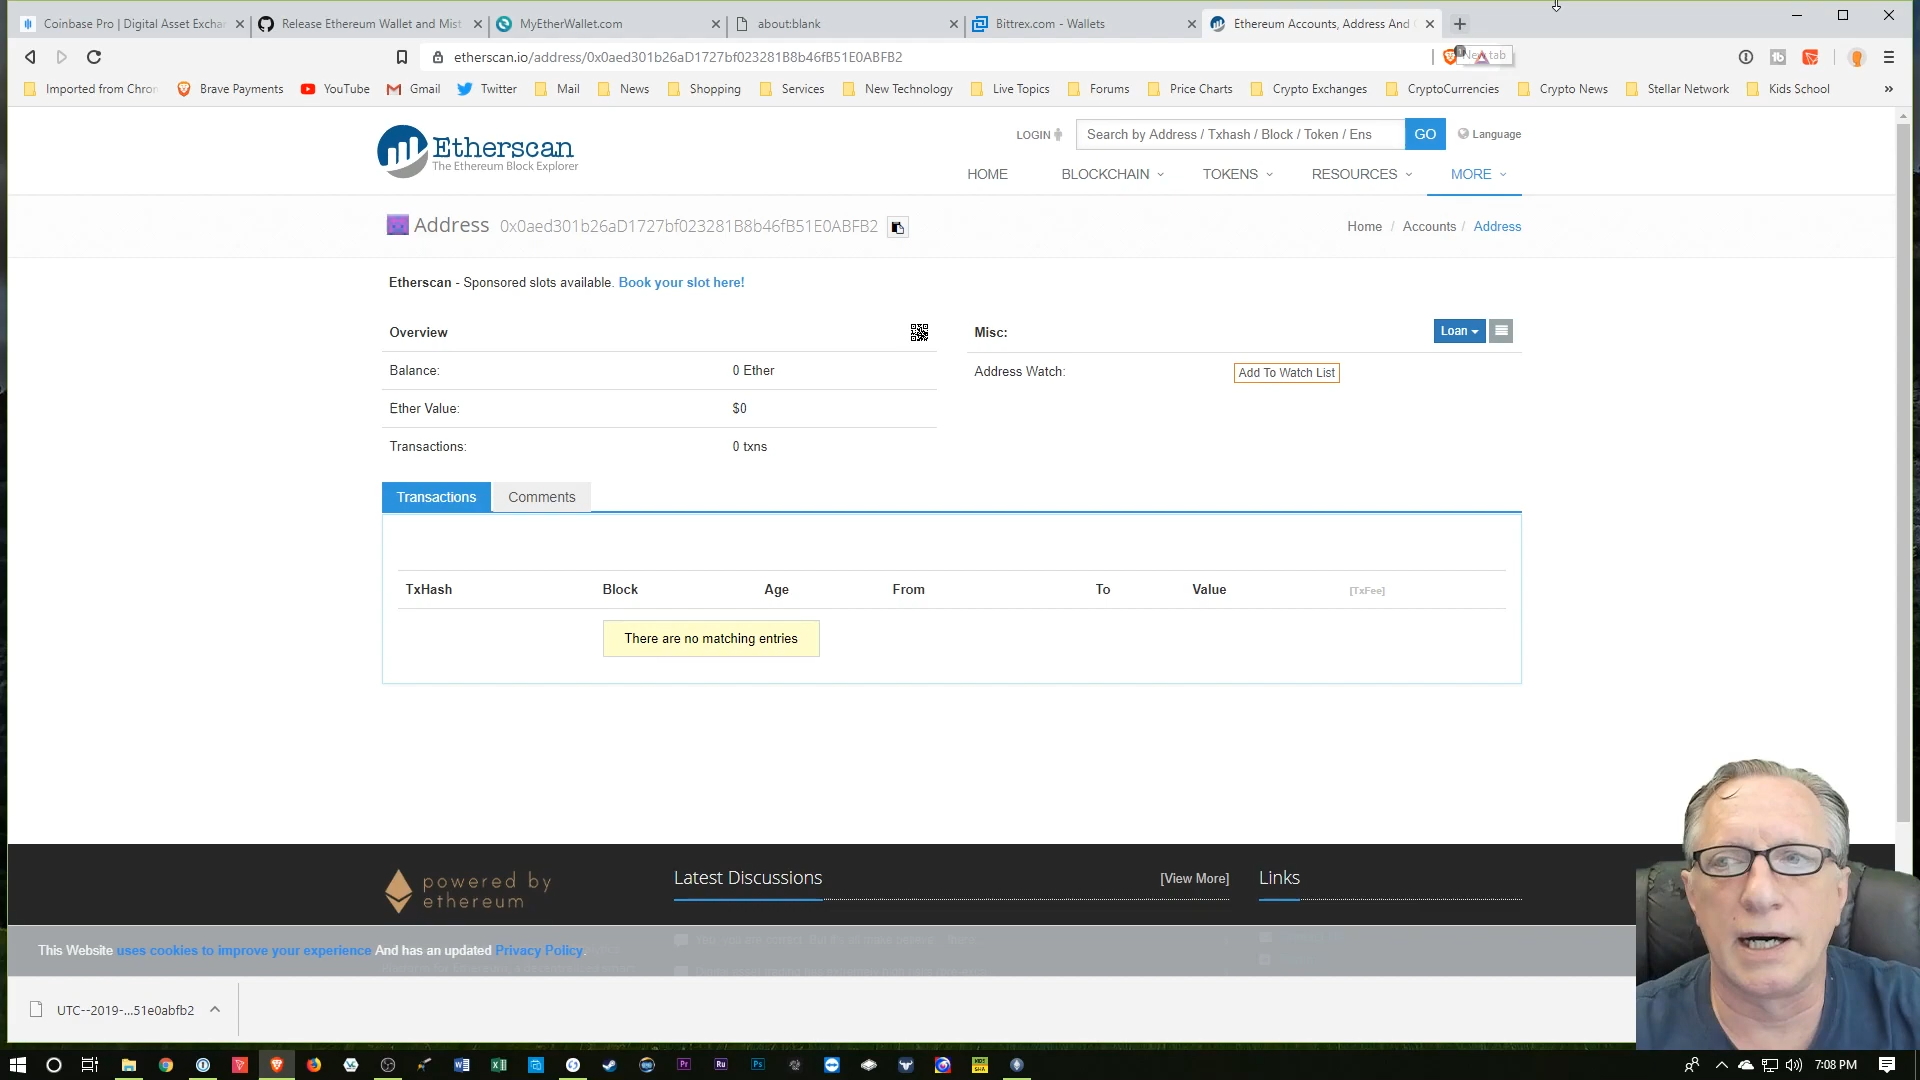 Coinbase Pro | Digital Asset Exchar
Release Ethereum Wallet and Mist
MyEtherWallet.com
about:blank
Bittrex.com - Wallets
Ethereum Accounts, Address And
etherscan.io/address/0x0aed301b26aD1727bf023281B8b46fB51E0ABFB2
New tab
Imported from Chron
Brave Payments
YouTube
Gmail
Twitter
Mail
News
Shopping
Services
New Technology
Live Topics
Forums
Price Charts
Crypto Exchanges
CryptoCurrencies
Crypto News
Stellar Network
Kids School
Etherscan
The Ethereum Block Explorer
LOGIN
Search by Address / Txhash / Block / Token / Ens
GO
Language
HOME
BLOCKCHAIN
TOKENS
RESOURCES
MORE
Address 0x0aed301b26aD1727bf023281B8b46fB51E0ABFB2
Home / Accounts / Address
Etherscan - Sponsored slots available. Book your slot here!
Overview
Balance: 0 Ether
Ether Value: $0
Transactions: 0 txns
Misc:
Loan
Address Watch: Add To Watch List
Transactions
Comments
TxHash Block Age From To Value [TxFee]
There are no matching entries
powered by
ethereum
Latest Discussions
[View More]
Links
This Website uses cookies to improve your experience And has an updated Privacy Policy.
UTC--2019-...51e0abfb2
7:08 PM